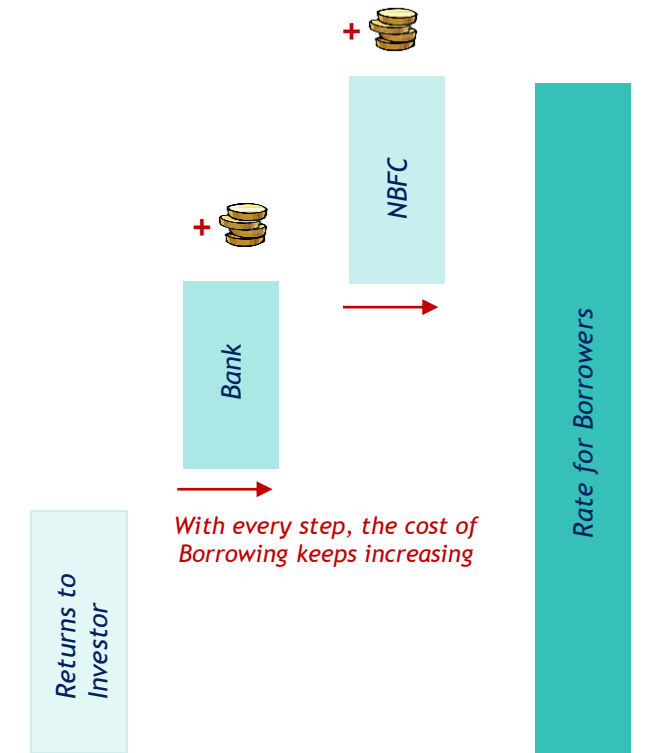 +
NBFC
+
Bank
Rate for Borrowers
With every step, the cost of
Borrowing keeps increasing
Returns to
Investor